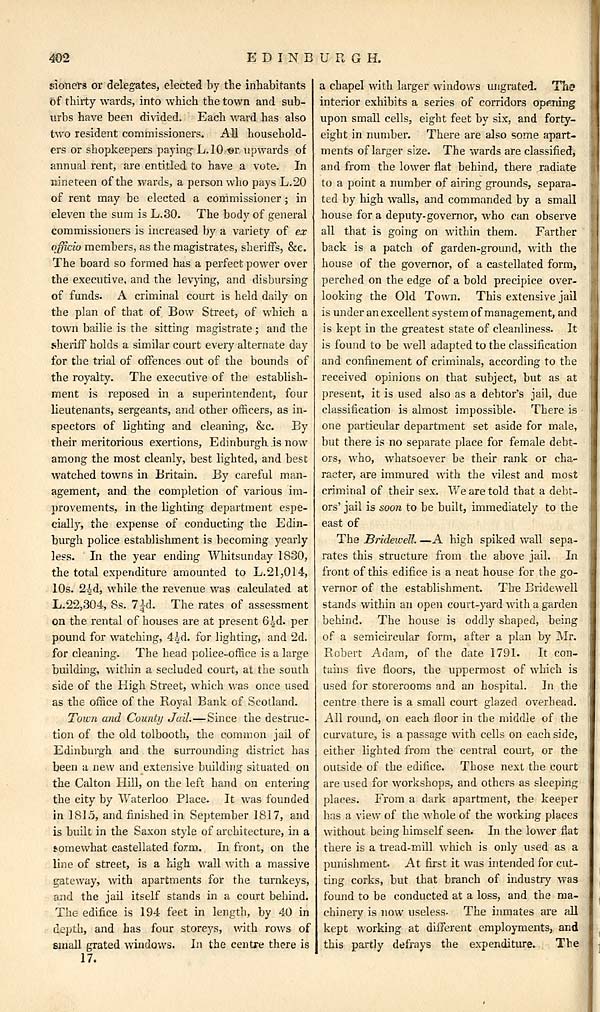 402
EDINBURGH.
sioners or delegates, elected by the inhabitants
of thirty wards, into which the town and sub-
urbs have been divided. Each ward has also
two resident commissioners. All household-
ers or shopkeepers paying L.10 or upwards of
annual rent, are entitled to have a vote. In
nineteen of the wards, a person who pays L.20
of rent may be elected a commissioner; in
eleven the sum is L.30. The body of general
commissioners is increased by a variety of ex
officio members, as the magistrates, sheriffs, &c.
The board so formed has a perfect power over
the executive, and the levying, and disbursing
of funds. A criminal court is held daily on
the plan of that of Bow Street, of which a
town bailie is the sitting magistrate; and the
sheriff holds a similar court every alternate day
for the trial of offences out of the bounds of
the royalty. The executive of the establish-
ment is reposed in a superintendent, four
lieutenants, sergeants, and other officers, as in-
spectors of lighting and cleaning, &c. By
their meritorious exertions, Edinburgh is now
among the most cleanly, best lighted, and best
watched towns in Britain. By careful man-
agement, and the completion of various im-
provements, in the lighting department espe-
cially, the expense of conducting the Edin-
burgh police establishment is becoming yearly
less. In the year ending Whitsunday 1830,
the total expenditure amounted to L.21,014,
10s. 2½d, while the revenue was calculated at
L.22,304, 8s. 7¼d. The rates of assessment
on the rental of houses are at present 6½d. per
pound for watching, 4½d. for lighting, and 2d.
for cleaning. The head police-office is a large
building, within a secluded court, at the south
side of the High Street, which was once used
as the office of the Royal Bank of Scotland.
Town and County Jail.—Since the destruc-
tion of the old tolbooth, the common jail of
Edinburgh and the surrounding district has
been a new and extensive building situated on
the Calton Hill, on the left hand on entering
the city by Waterloo Place. It was founded
in 1815, and finished in September 1817, and
is built in the Saxon style of architecture, in a
somewhat castellated form. In front, on the
line of street, is a high wall with a massive
gateway, with apartments for the turnkeys,
and the jail itself stands in a court behind.
The edifice is 194 feet in length, by 40 in
depth, and has four storeys, with rows of
small grated windows. In the centre there is
17.
a chapel with larger windows ungrated. The
interior exhibits a series of corridors opening
upon small cells, eight feet by six, and forty-
eight in number. There are also some apart-
ments of larger size. The wards are classified,
and from the lower flat behind, there radiate
to a point a number of airing grounds, separa-
ted by high walls, and commanded by a small
house for a deputy-governor, who can observe
all that is going on within them. Farther
back is a patch of garden-ground, with the
house of the governor, of a castellated form,
perched on the edge of a bold precipice over-
looking the Old Town. This extensive jail
is under an excellent system of management, and
is kept in the greatest state of cleanliness. It
is found to be well adapted to the classification
and confinement of criminals, according to the
received opinions on that subject, but as at
present, it is used also as a debtor's jail, due
classification is almost impossible. There is
one particular department set aside for male,
but there is no separate place for female debt-
ors, who, whatsoever be their rank or cha-
racter, are immured with the vilest and most
criminal of their sex. We are told that a debt-
ors' jail is soon to be built, immediately to the
east of
The Bridewell.—A high spiked wall sepa-
rates this structure from the above jail. In
front of this edifice is a neat house for the go-
vernor of the establishment. The Bridewell
stands within an open court-yard with a garden
behind. The house is oddly shaped, being
of a semicircular form, after a plan by Mr.
Robert Adam, of the date 1791. It con-
tains five floors, the uppermost of which is
used for storerooms and an hospital. In the
centre there is a small court glazed overhead.
All round, on each floor in the middle of the
curvature, is a passage with cells on each side,
either lighted from the central court, or the
outside of the edifice. Those next the court
are used for workshops, and others as sleeping
places. From a dark apartment, the keeper
has a view of the whole of the working places
without being himself seen. In the lower flat
there is a tread-mill which is only used as a
punishment. At first it was intended for cut-
ting corks, but that branch of industry was
found to be conducted at a loss, and the ma-
chinery is now useless. The inmates are all
kept working at different employments, and
this partly defrays the expenditure. The